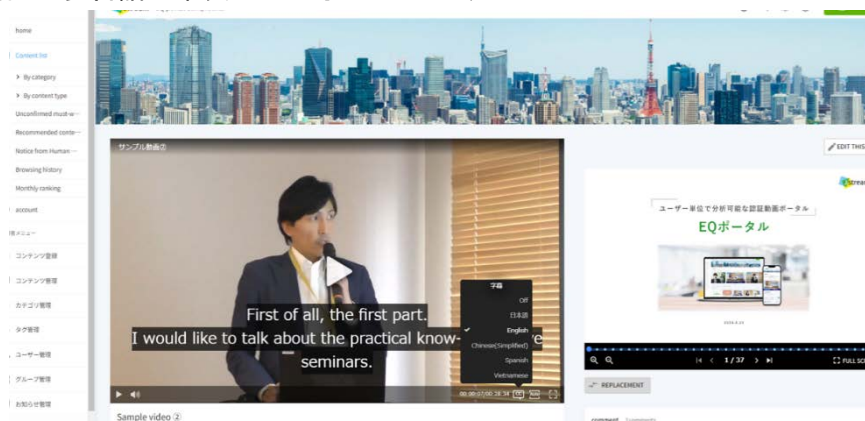 home
Content list
> By category
> By content type
Unconfirmed must-w…
Recommended conte…
Notice from Human …
Browsing history
Monthly ranking
account
コンテンツ登録
コンテンツ管理
カテゴリ管理
タグ管理
ユーザー管理
グループ管理
お知らせ管理
サンプル動画②
First of all, the first part.
I would like to talk about the practical know-
seminars.
字幕
Off
日本語
✓ English
Chinese(Simplified)
Spanish
Vietnamese
Sample video ②
EDIT THIS
ユーザー単位で分析可能な認証動画ポータル
EQポータル
1 / 37
FULL SC
REPLACEMENT